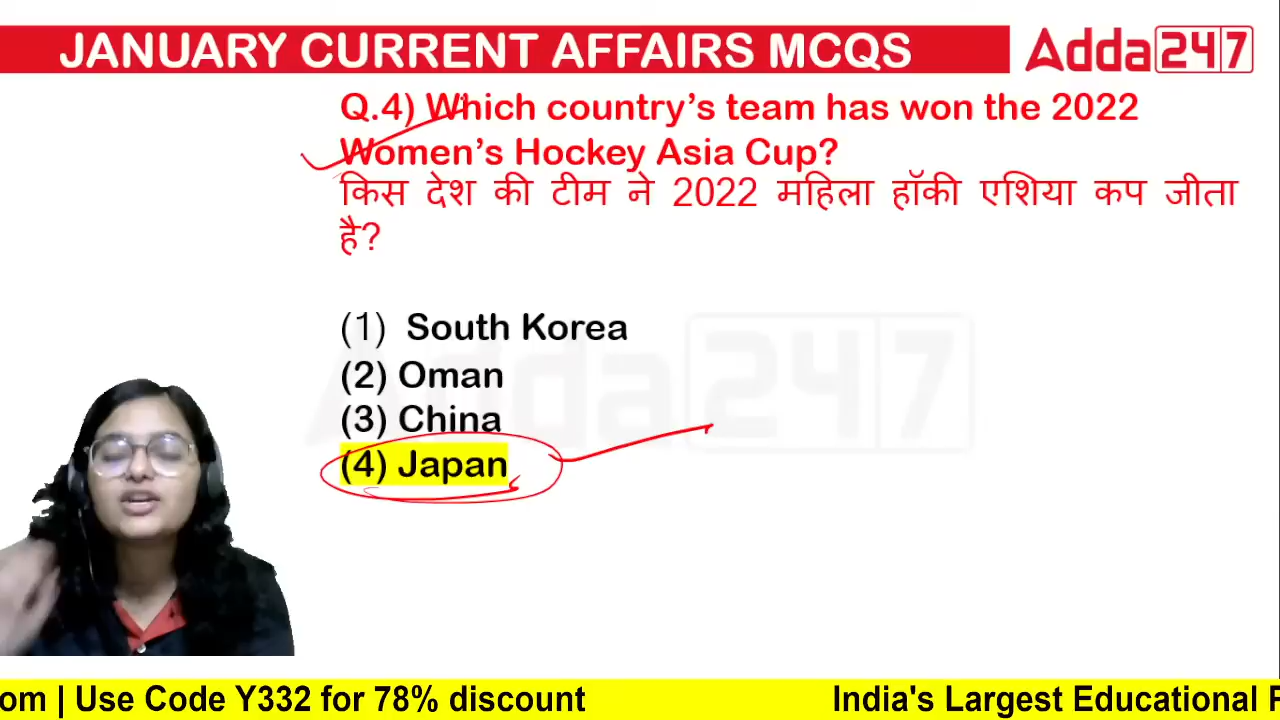 JANUARY CURRENT AFFAIRS MCQS
Adda247
Q.4) Which country’s team has won the 2022
Women’s Hockey Asia Cup?
किस देश की टीम ने 2022 महिला हॉकी एशिया कप जीता
है?
(1) South Korea
(2) Oman
(3) China
(4) Japan
Adda247
om | Use Code Y332 for 78% discount
India's Largest Educational